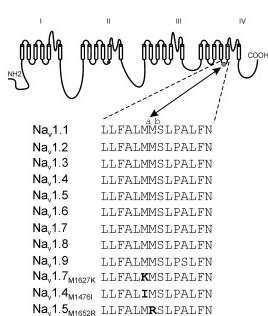 I II III IV
NH2
COOH
a b
Nav1.1 LLFALMMSLPALFN
Nav1.2 LLFALMMSLPALFN
Nav1.3 LLFALMMSLPALFN
Nav1.4 LLFALMMSLPALFN
Nav1.5 LLFALMMSLPALFN
Nav1.6 LLFALMMSLPALFN
Nav1.7 LLFALMMSLPALFN
Nav1.8 LLFALMMSLPALFN
Nav1.9 LLFALMMSLPSLFN
Nav1.7M1627K LLFALKMSLPALFN
Nav1.4M1476I LLFALIMSLPALFN
Nav1.5M1652R LLFALMRSLPALFN